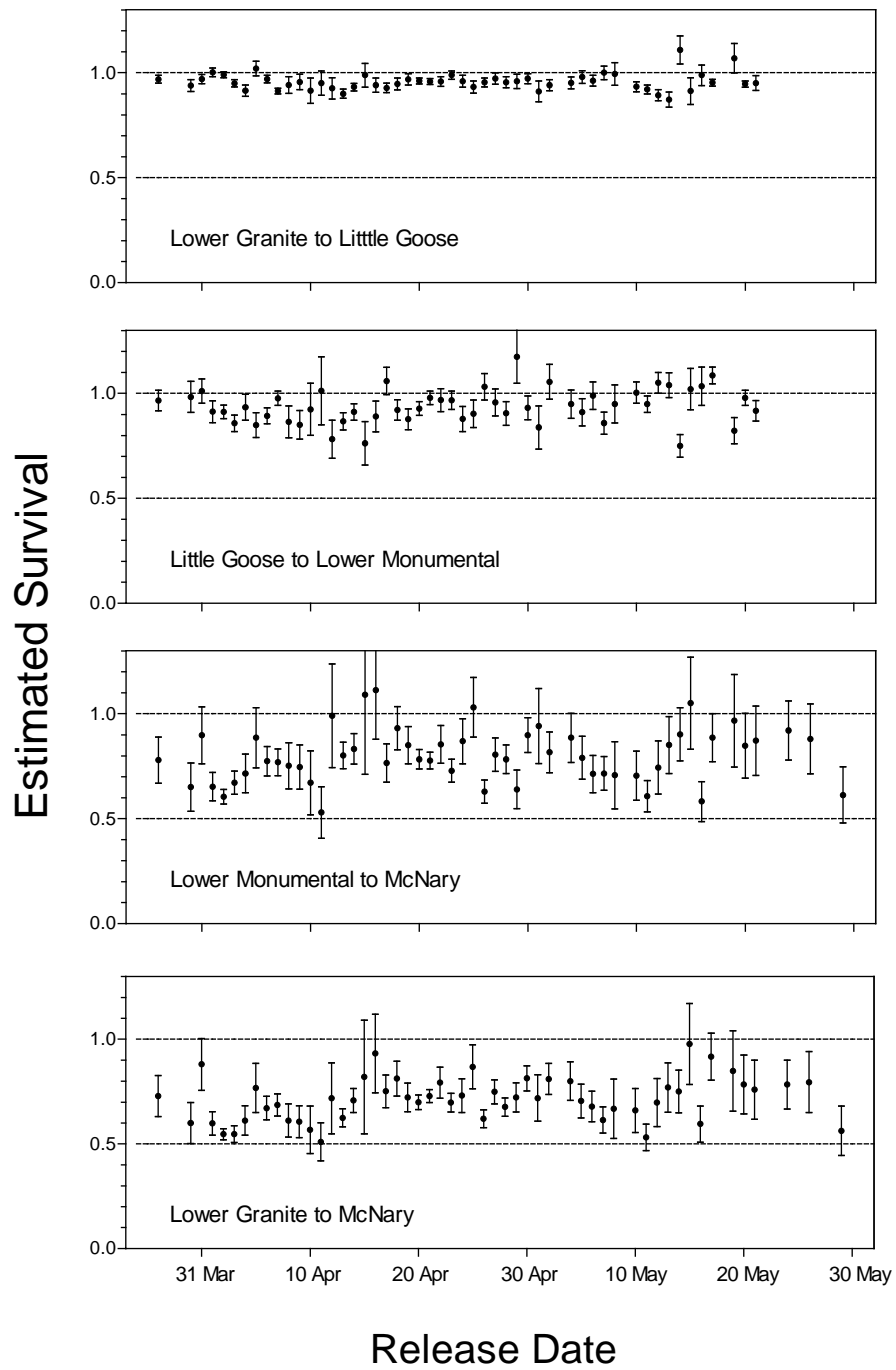 Estimated Survival
1.0
0.5
0.0
Lower Granite to Litttle Goose
1.0
0.5
0.0
Little Goose to Lower Monumental
1.0
0.5
0.0
Lower Monumental to McNary
1.0
0.5
0.0
Lower Granite to McNary
31 Mar 10 Apr 20 Apr 30 Apr 10 May 20 May 30 May
Release Date